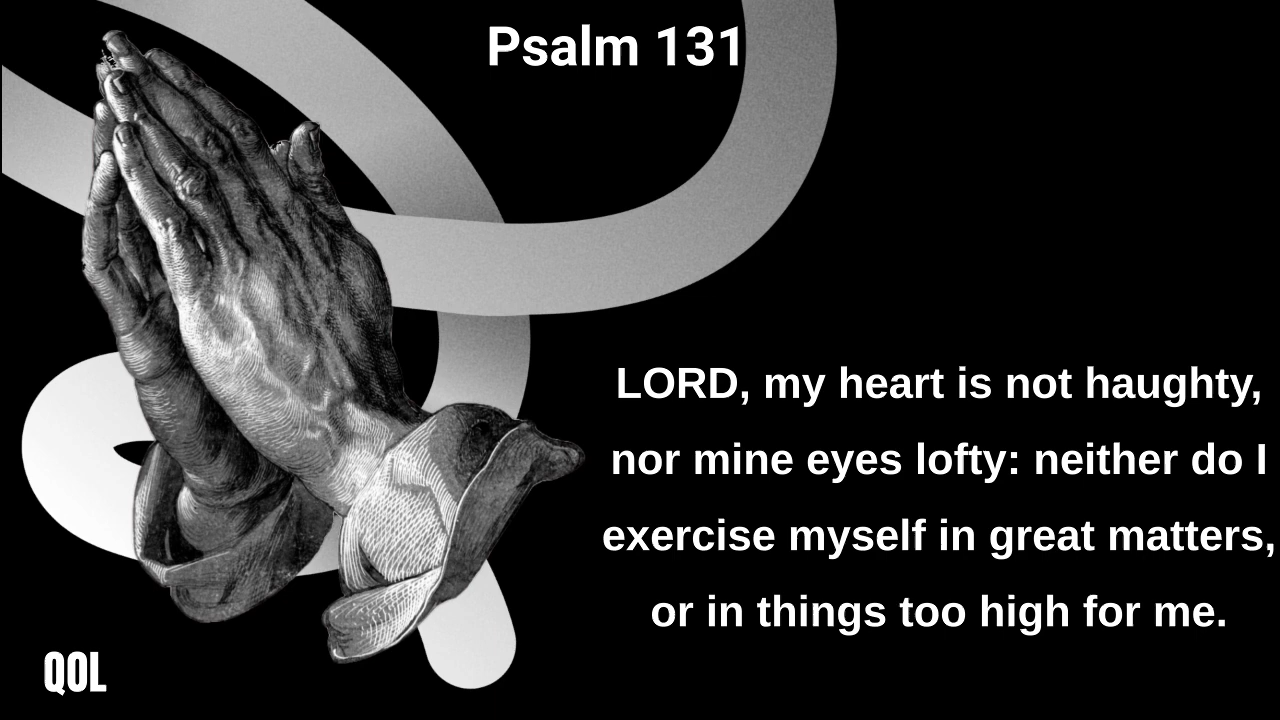 Psalm 131
LORD, my heart is not haughty,
nor mine eyes lofty: neither do I
exercise myself in great matters,
or in things too high for me.
QOL